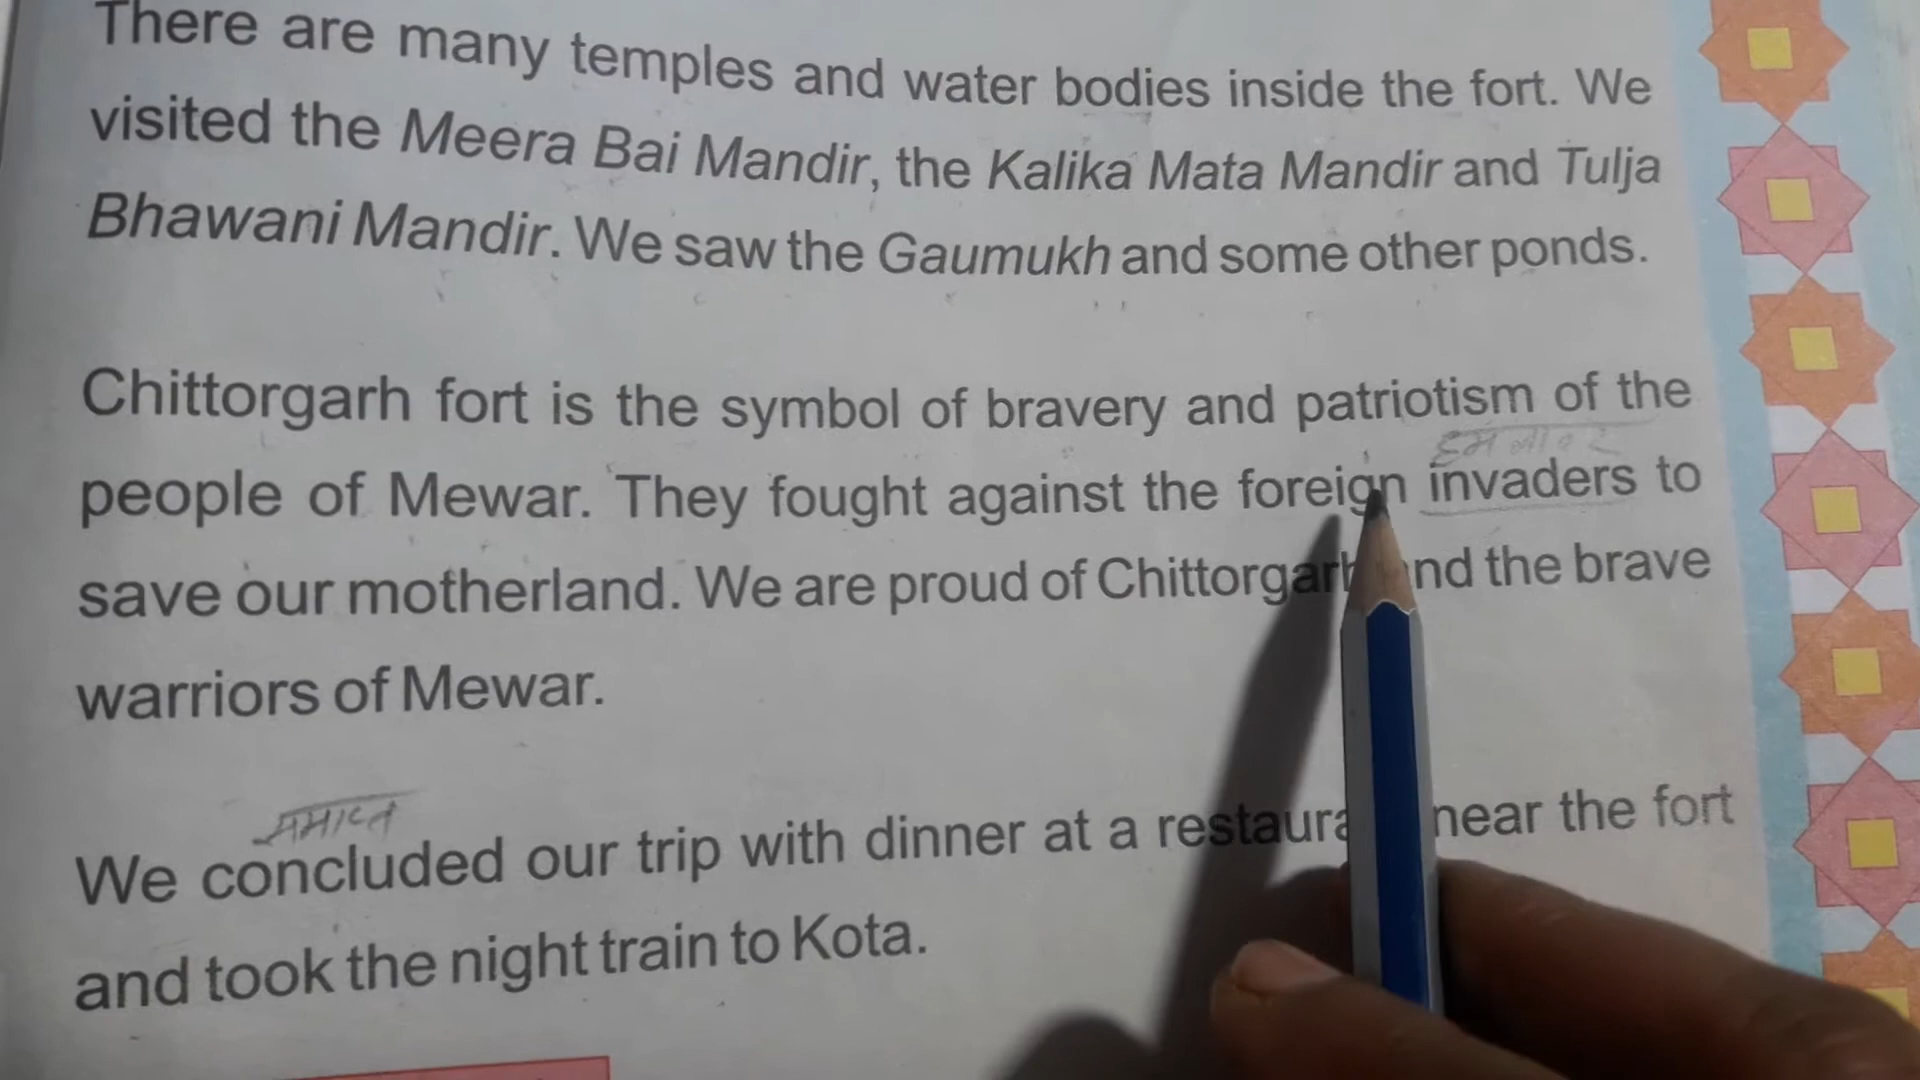 There are many temples and water bodies inside the fort. We
visited the Meera Bai Mandir, the Kalika Mata Mandir and Tulja
Bhawani Mandir. We saw the Gaumukh and some other ponds.
Chittorgarh fort is the symbol of bravery and patriotism of the
people of Mewar. They fought against the foreign invaders to
save our motherland. We are proud of Chittorgarh and the brave
warriors of Mewar.
समाप्त
We concluded our trip with dinner at a restaurant near the fort
and took the night train to Kota.